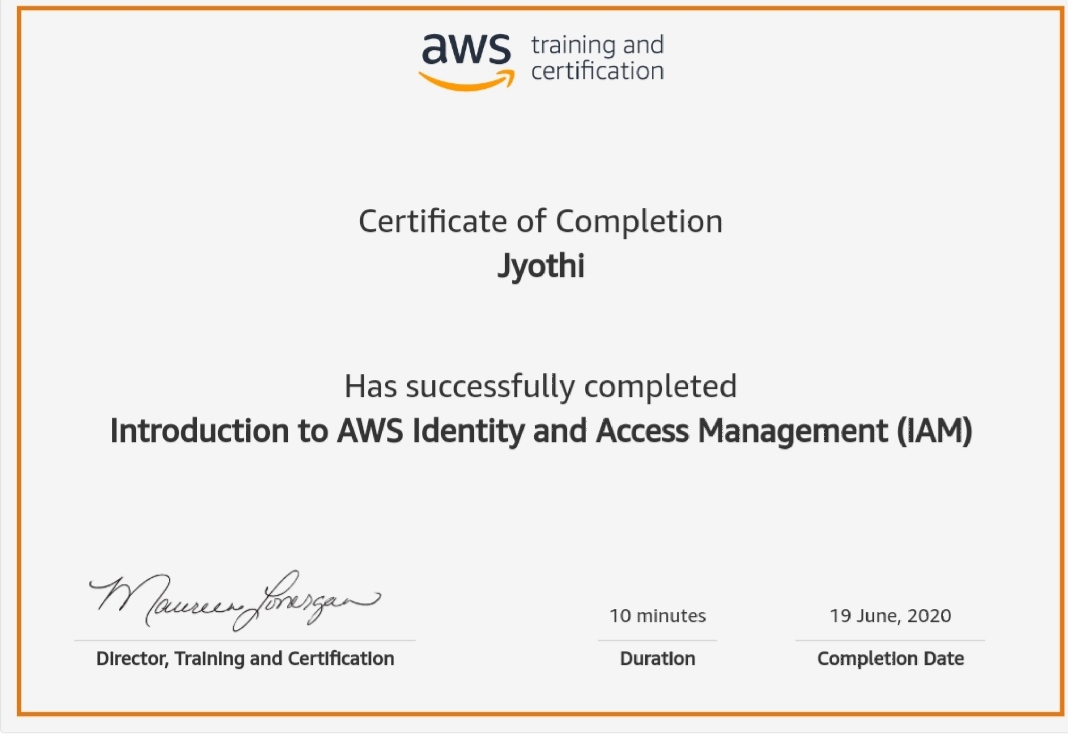 aws training and
certification
Certificate of Completion
Jyothi
Has successfully completed
Introduction to AWS Identity and Access Management (IAM)
Maureen Lonergan
10 minutes
19 June, 2020
Director, Training and Certification
Duration
Completion Date